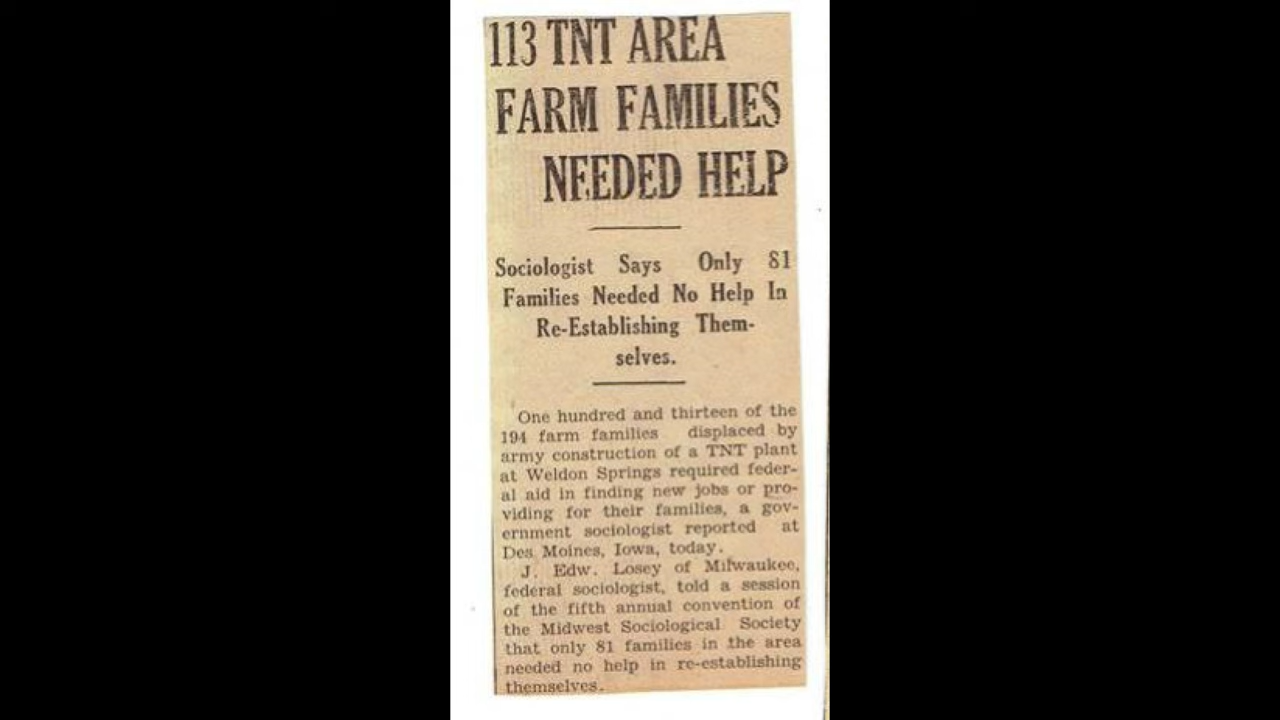 113 TNT AREA
FARM FAMILIES
NEEDED HELP
Sociologist Says Only 81
Families Needed No Help In
Re-Establishing Them-
selves.
One hundred and thirteen of the
194 farm families displaced by
army construction of a TNT plant
at Weldon Springs required feder-
al aid in finding new jobs or pro-
viding for their families, a gov-
ernment sociologist reported at
Des Moines, Iowa, today.
J. Edw. Losey of Milwaukee,
federal sociologist, told a session
of the fifth annual convention of
the Midwest Sociological Society
that only 81 families in the area
needed no help in re-establishing
themselves.